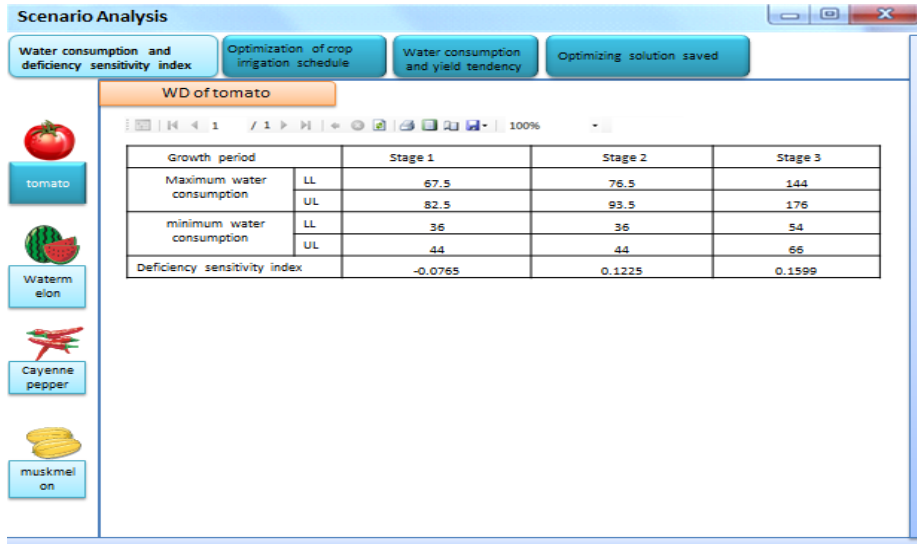 Scenario Analysis
Water consumption and
deficiency sensitivity index
Optimization of crop
irrigation schedule
Water consumption
and yield tendency
Optimizing solution saved
WD of tomato
1 / 1 100%
tomato
Waterm
elon
Cayenne
pepper
muskmel
on
Growth period Stage 1 Stage 2 Stage 3
Maximum water
consumption
LL 67.5 76.5 144
UL 82.5 93.5 176
minimum water
consumption
LL 36 36 54
UL 44 44 66
Deficiency sensitivity index -0.0765 0.1225 0.1599